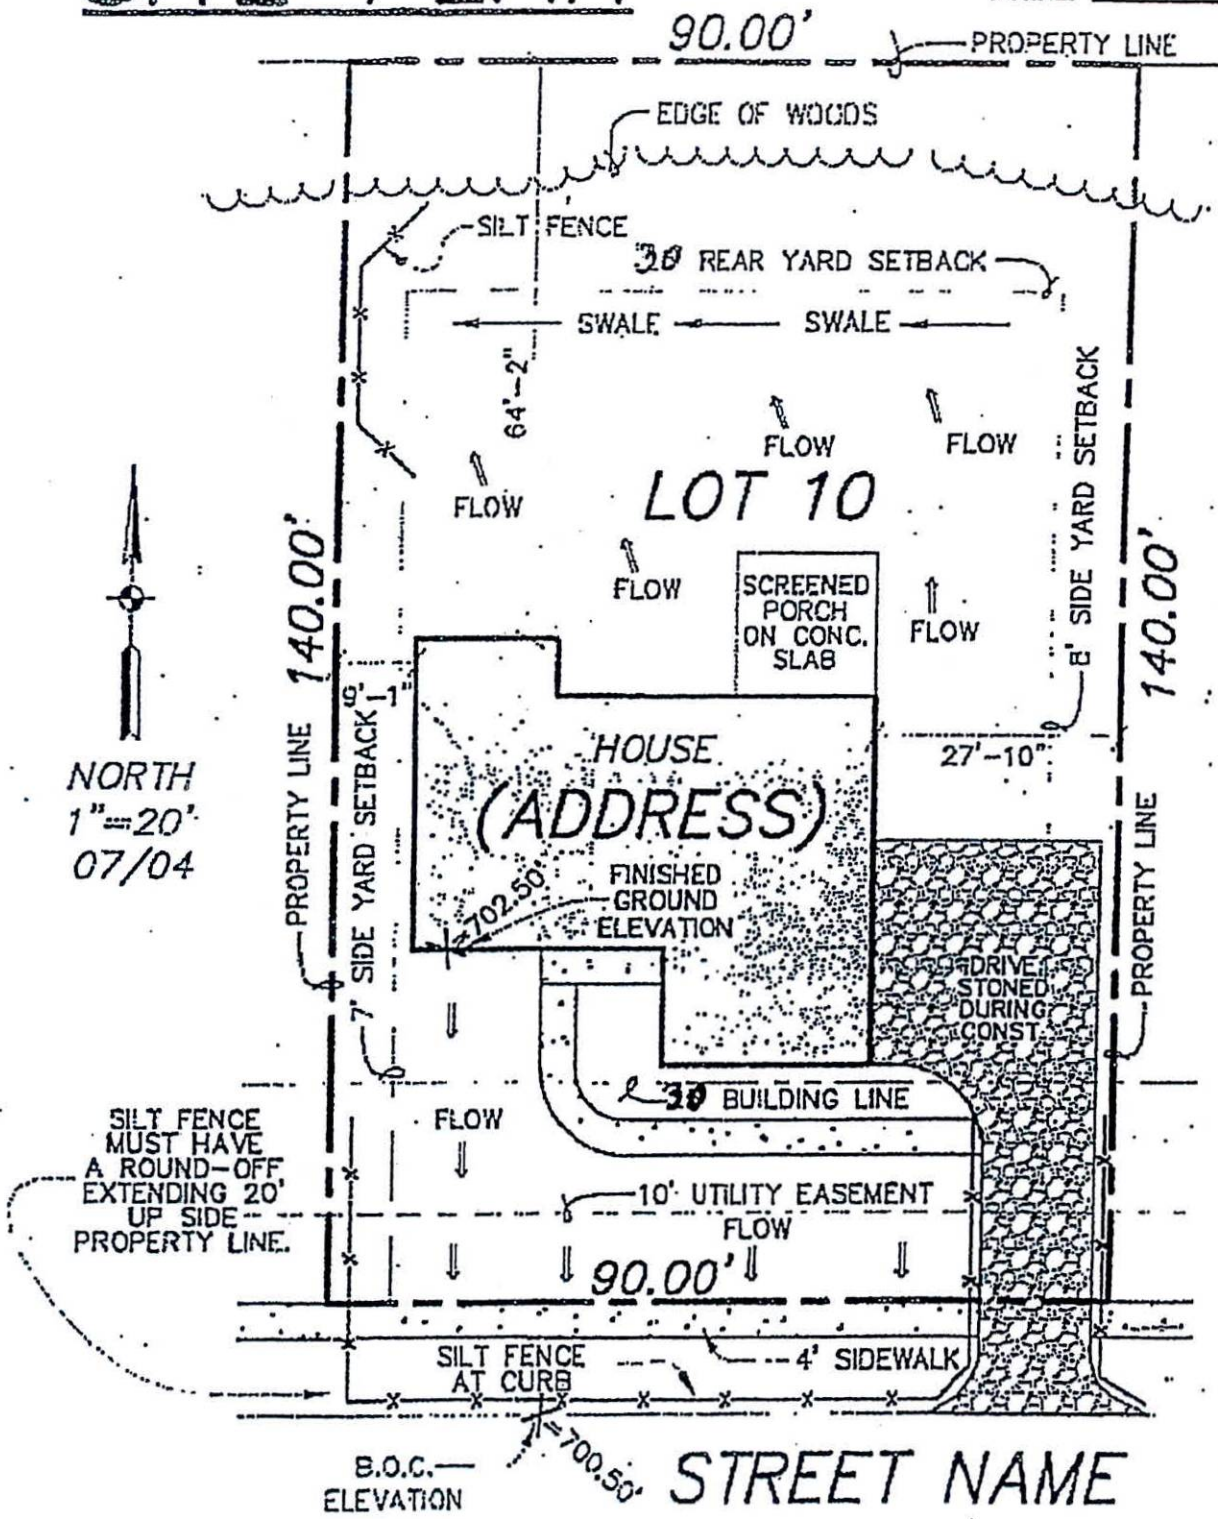 90.00'
PROPERTY LINE
EDGE OF WOODS
SILT FENCE
REAR YARD SETBACK
SWALE
SWALE
64'-2"
8' SIDE YARD SETBACK
FLOW
FLOW
FLOW
LOT 10
FLOW
FLOW
SCREENED
PORCH
ON CONC.
SLAB
140.00'
140.00'
27'-10"
NORTH
1"=20'
07/04
PROPERTY LINE
7' SIDE YARD SETBACK
HOUSE
(ADDRESS)
702.50'
FINISHED
GROUND
ELEVATION
DRIVE
STONED
DURING
CONST.
PROPERTY LINE
BUILDING LINE
SILT FENCE
MUST HAVE
A ROUND-OFF
EXTENDING 20'
UP SIDE
PROPERTY LINE.
FLOW
10' UTILITY EASEMENT
FLOW
90.00'
4' SIDEWALK
SILT FENCE
AT CURB
B.O.C.
ELEVATION
700.50'
STREET NAME